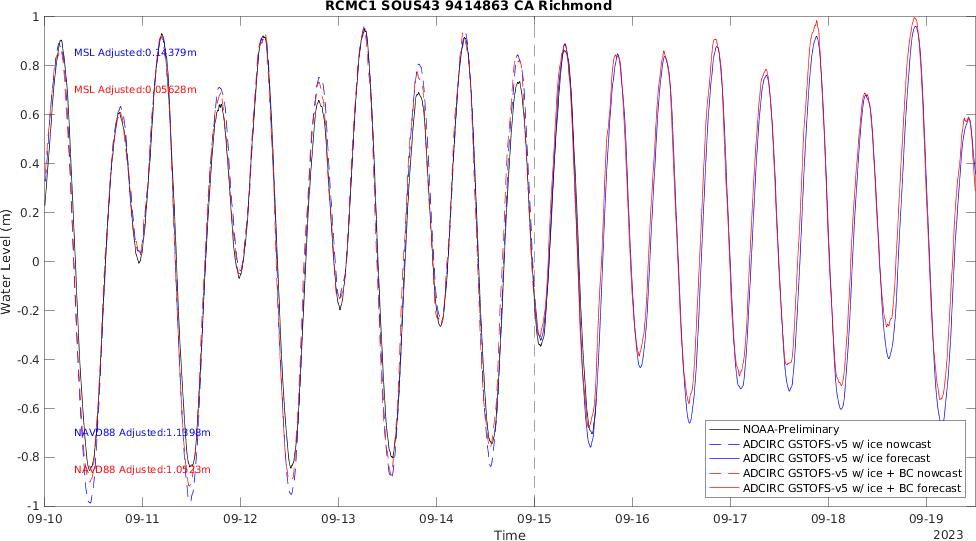 RCMC1 SOUS43 9414863 CA Richmond
1
0.8
0.6
0.4
0.2
0
-0.2
-0.4
-0.6
-0.8
-1
Water Level (m)
MSL Adjusted:0.14379m
MSL Adjusted:0.05628m
NAVD88 Adjusted:1.1398m
NAVD88 Adjusted:1.0523m
NOAA-Preliminary
ADCIRC GSTOFS-v5 w/ ice nowcast
ADCIRC GSTOFS-v5 w/ ice forecast
ADCIRC GSTOFS-v5 w/ ice + BC nowcast
ADCIRC GSTOFS-v5 w/ ice + BC forecast
09-10 09-11 09-12 09-13 09-14 09-15 09-16 09-17 09-18 09-19
Time
2023